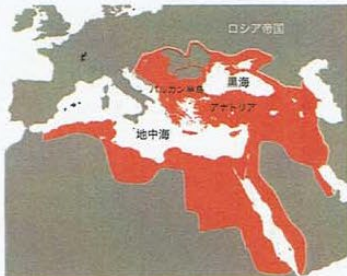 ロシア帝国
バルカン半島
黒海
アナトリア
地中海